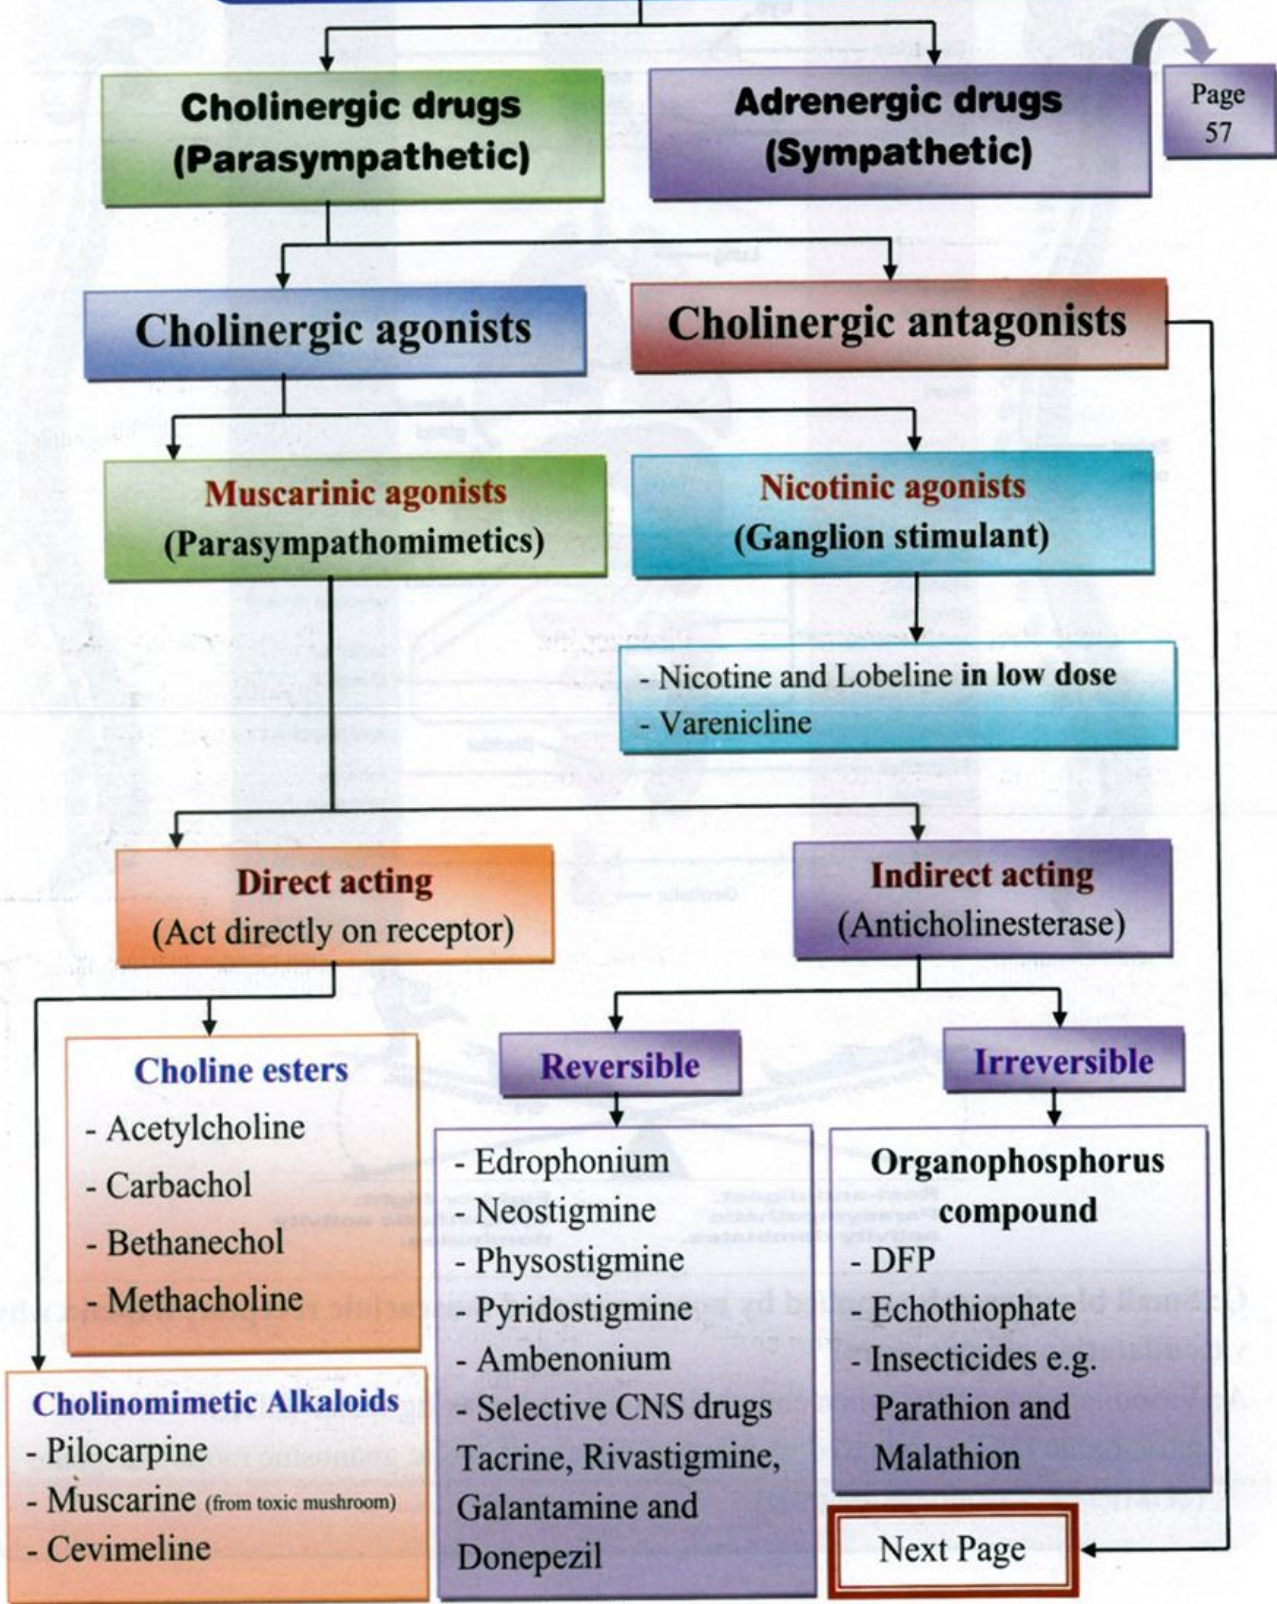 Cholinergic drugs
(Parasympathetic)
Adrenergic drugs
(Sympathetic)
Page
57
Cholinergic agonists
Cholinergic antagonists
Muscarinic agonists
(Parasympathomimetics)
Nicotinic agonists
(Ganglion stimulant)
- Nicotine and Lobeline in low dose
- Varenicline
Direct acting
(Act directly on receptor)
Indirect acting
(Anticholinesterase)
Choline esters
- Acetylcholine
- Carbachol
- Bethanechol
- Methacholine
Cholinomimetic Alkaloids
- Pilocarpine
- Muscarine (from toxic mushroom)
- Cevimeline
Reversible
- Edrophonium
- Neostigmine
- Physostigmine
- Pyridostigmine
- Ambenonium
- Selective CNS drugs
Tacrine, Rivastigmine,
Galantamine and
Donepezil
Irreversible
Organophosphorus
compound
- DFP
- Echothiophate
- Insecticides e.g.
Parathion and
Malathion
Next Page